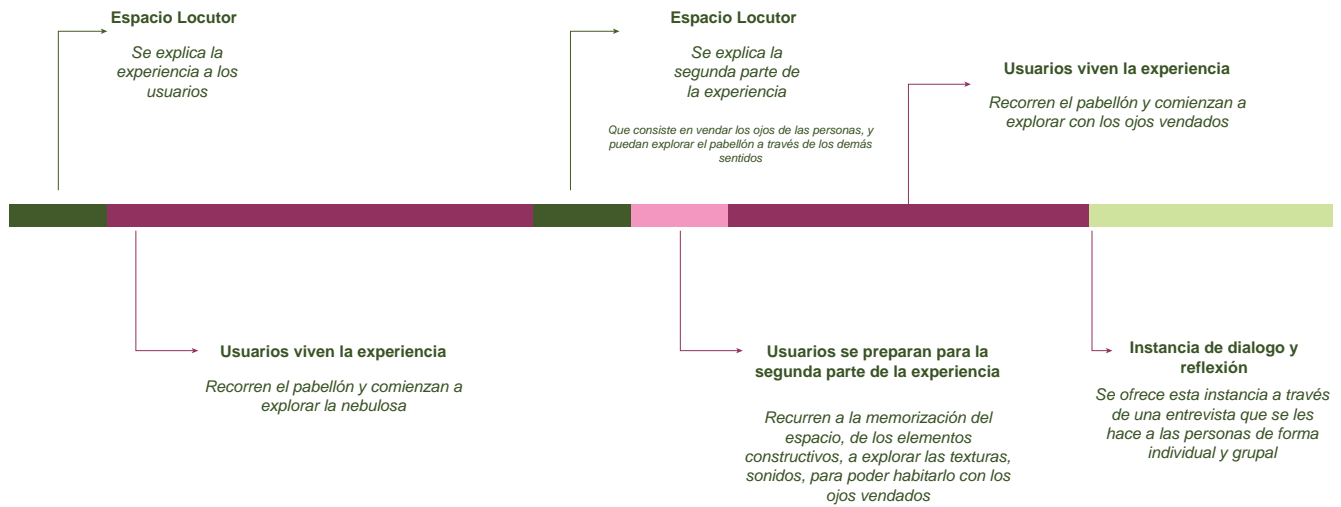 Espacio Locutor
Se explica la
experiencia a los
usuarios
Espacio Locutor
Se explica la
segunda parte de
la experiencia
Que consiste en vendar los ojos de las personas, y
puedan explorar el pabellón a través de los demás
sentidos
Usuarios viven la experiencia
Recorren el pabellón y comienzan a
explorar con los ojos vendados
Usuarios viven la experiencia
Recorren el pabellón y comienzan a
explorar la nebulosa
Usuarios se preparan para la
segunda parte de la experiencia
Recurren a la memorización del
espacio, de los elementos
constructivos, a explorar las texturas,
sonidos, para poder habitarlo con los
ojos vendados
Instancia de dialogo y
reflexión
Se ofrece esta instancia a través
de una entrevista que se les
hace a las personas de forma
individual y grupal